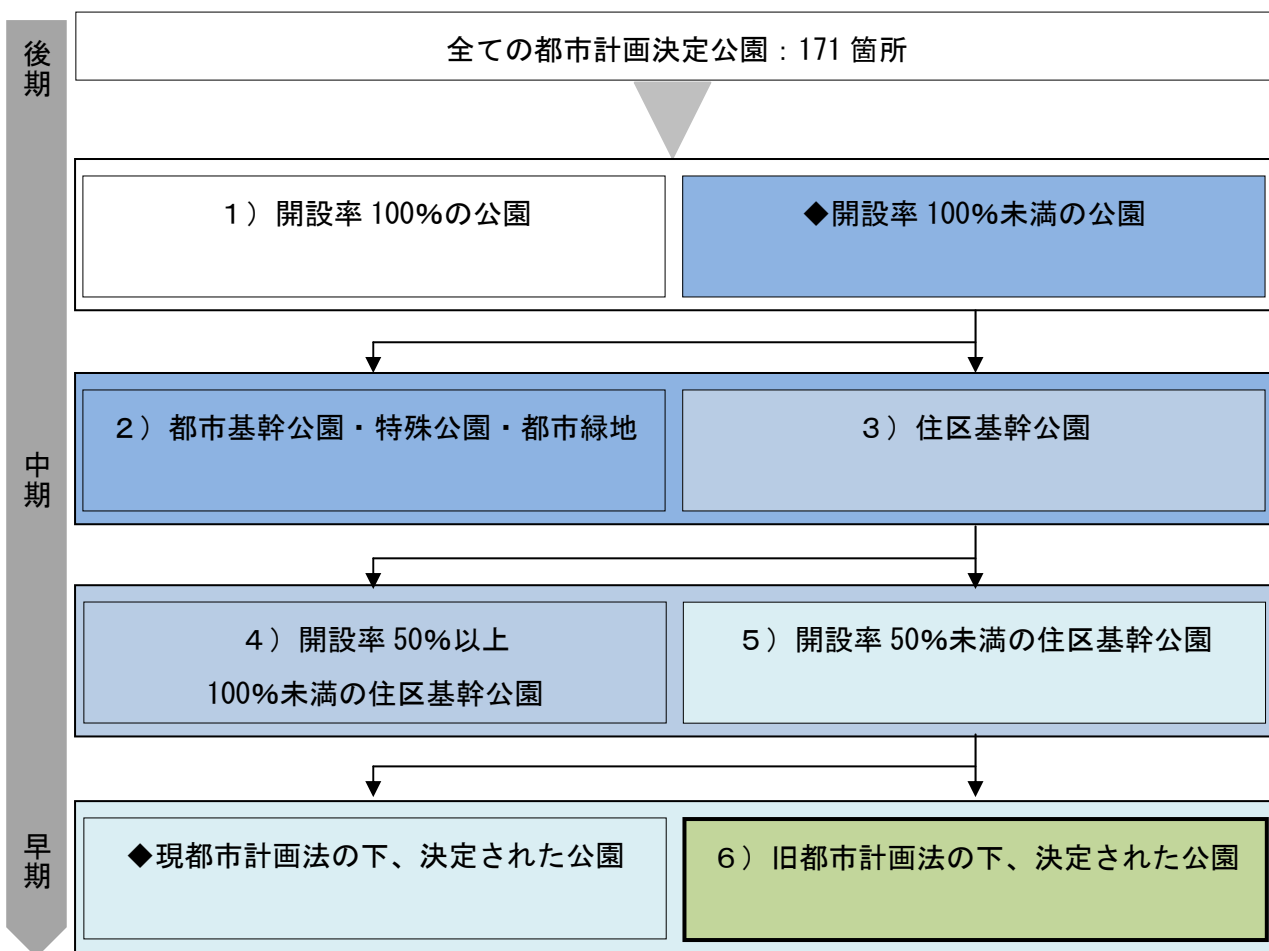 後期
全ての都市計画決定公園：171 箇所
１）開設率 100％の公園
◆開設率 100％未満の公園
中期
２）都市基幹公園・特殊公園・都市緑地
３）住区基幹公園
４）開設率 50％以上
100％未満の住区基幹公園
５）開設率 50％未満の住区基幹公園
早期
◆現都市計画法の下、決定された公園
６）旧都市計画法の下、決定された公園